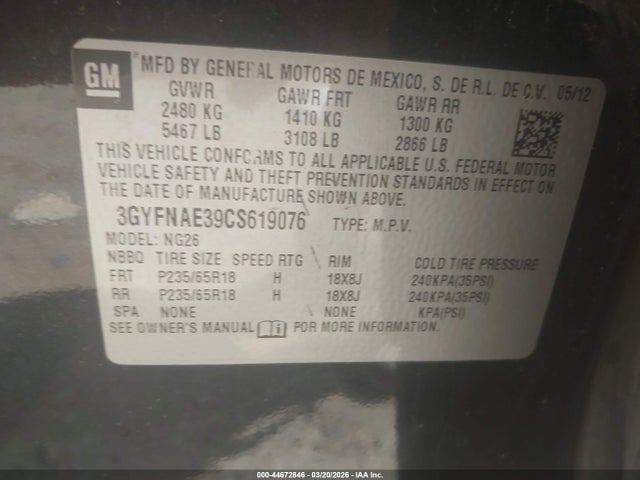 GM
MFD BY GENERAL MOTORS DE MEXICO, S. DE R.L. DE C.V. 05/12
GVWR GAWR FRT GAWR RR
2480 KG 1410 KG 1300 KG
5467 LB 3108 LB 2866 LB
THIS VEHICLE CONFORMS TO ALL APPLICABLE U.S. FEDERAL MOTOR
VEHICLE SAFETY AND THEFT PREVENTION STANDARDS IN EFFECT ON
THE DATE OF MANUFACTURE SHOWN ABOVE.
3GYFNAE39CS619076 TYPE: M.P.V.
MODEL: NG26
NBBQ TIRE SIZE SPEED RTG RIM COLD TIRE PRESSURE
FRT P235/65R18 H 18X8J 240KPA(35PSI)
RR P235/65R18 H 18X8J 240KPA(35PSI)
SPA NONE NONE KPA(PSI)
SEE OWNER'S MANUAL FOR MORE INFORMATION.
000-44672846 | 03/20/2026 | IAA Inc.